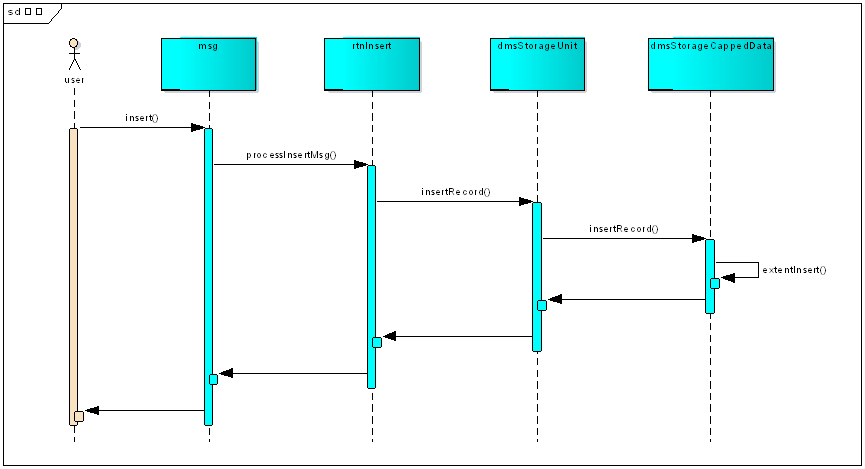 sd
msg
rtnInsert
dmsStorageUnit
dmsStorageCappedData
user
insert()
processInsertMsg()
insertRecord()
insertRecord()
extentInsert()